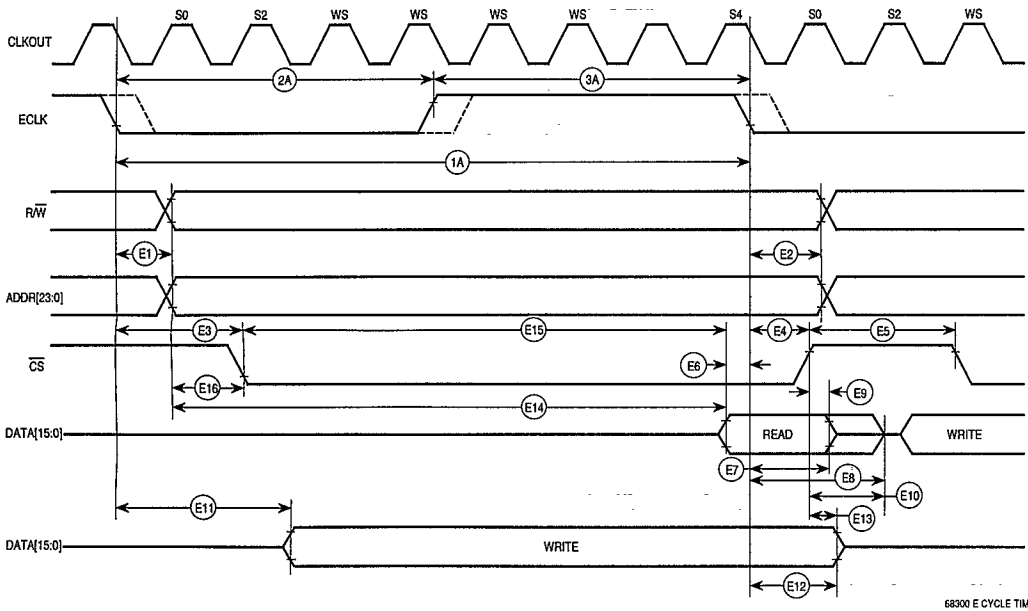 S0 S2 WS WS WS S4 S0 S2 WS
CLKOUT
2A 3A
ECLK
1A
R/W
E1 E2
ADDR[23:0]
E3 E15 E4 E5
CS
E6
E16 E9
E14
DATA[15:0] READ WRITE
E7 E8
E10
E11 E13
DATA[15:0] WRITE
E12
68300 E CYCLE TIM